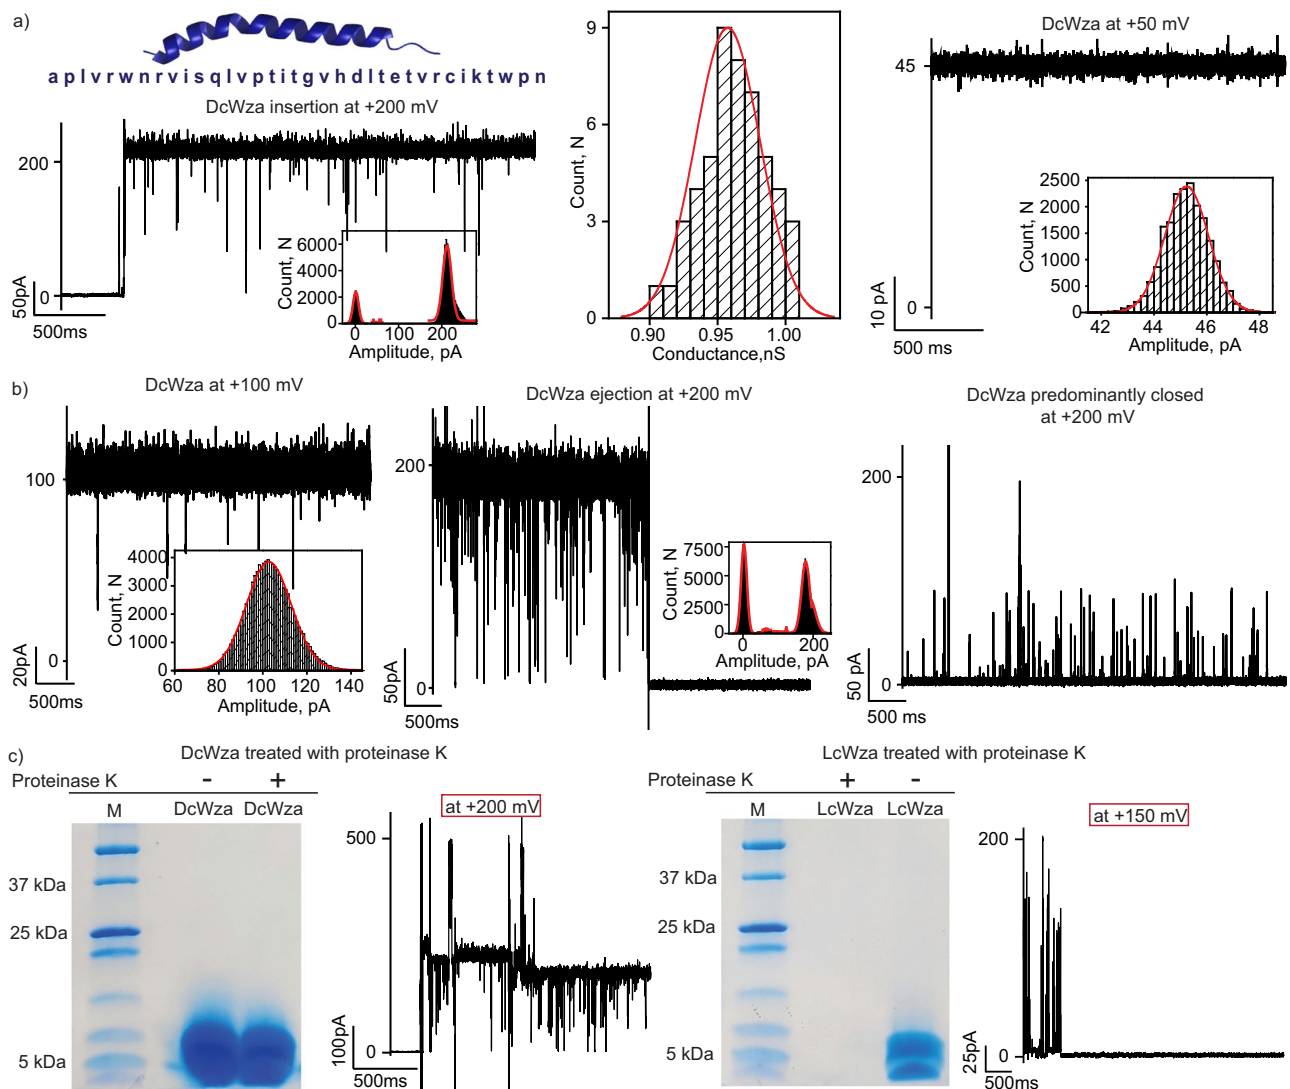 a)
a p l v r w n r v i s q l v p t i t g v h d l t e t v r c i k t w p n
DcWza insertion at +200 mV
200
0
50pA
500ms
6000
4000
2000
0
Count, N
0 100 200
Amplitude, pA
9
6
3
0
Count, N
0.90 0.95 1.00
Conductance,nS
DcWza at +50 mV
45
0
10 pA
500 ms
2500
2000
1500
1000
500
0
Count, N
42 44 46 48
Amplitude, pA
b)
DcWza at +100 mV
100
0
20pA
500ms
4000
3000
2000
1000
0
Count, N
60 80 100 120 140
Amplitude, pA
DcWza ejection at +200 mV
200
0
50pA
500ms
7500
5000
2500
0
Count, N
0 200
Amplitude, pA
DcWza predominantly closed
at +200 mV
200
0
50 pA
500 ms
c)
DcWza treated with proteinase K
Proteinase K - +
M DcWza DcWza
37 kDa
25 kDa
5 kDa
at +200 mV
500
0
100pA
500ms
LcWza treated with proteinase K
Proteinase K + -
M LcWza LcWza
37 kDa
25 kDa
5 kDa
at +150 mV
200
0
25pA
500ms